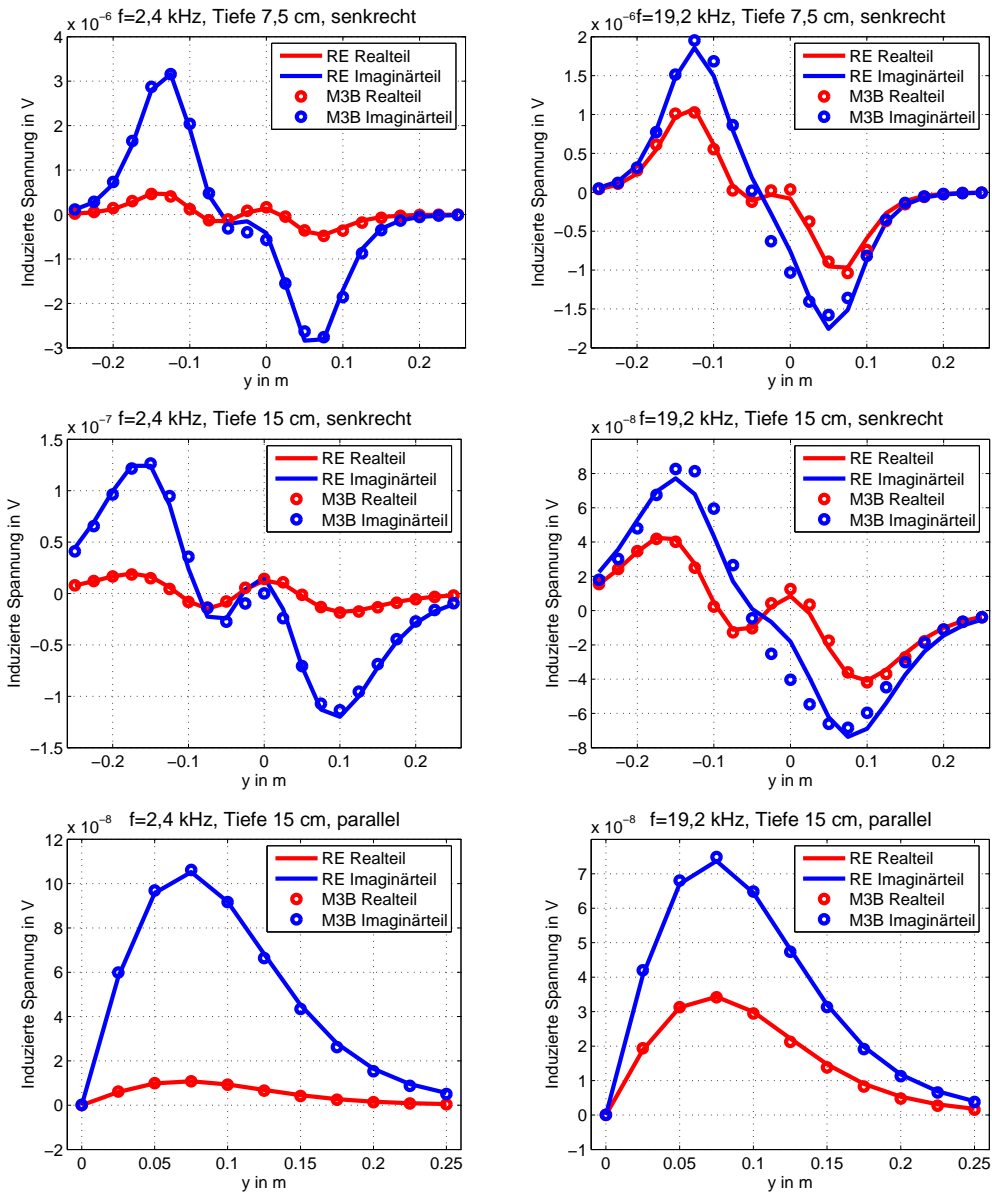 x 10⁻⁶ f=2,4 kHz, Tiefe 7,5 cm, senkrecht
Induzierte Spannung in V
4
3
2
1
0
−1
−2
−3
RE Realteil
RE Imaginärteil
M3B Realteil
M3B Imaginärteil
−0.2 −0.1 0 0.1 0.2
y in m
x 10⁻⁶ f=19,2 kHz, Tiefe 7,5 cm, senkrecht
Induzierte Spannung in V
2
1.5
1
0.5
0
−0.5
−1
−1.5
−2
RE Realteil
RE Imaginärteil
M3B Realteil
M3B Imaginärteil
−0.2 −0.1 0 0.1 0.2
y in m
x 10⁻⁷ f=2,4 kHz, Tiefe 15 cm, senkrecht
Induzierte Spannung in V
1.5
1
0.5
0
−0.5
−1
−1.5
RE Realteil
RE Imaginärteil
M3B Realteil
M3B Imaginärteil
−0.2 −0.1 0 0.1 0.2
y in m
x 10⁻⁸ f=19,2 kHz, Tiefe 15 cm, senkrecht
Induzierte Spannung in V
8
6
4
2
0
−2
−4
−6
−8
RE Realteil
RE Imaginärteil
M3B Realteil
M3B Imaginärteil
−0.2 −0.1 0 0.1 0.2
y in m
x 10⁻⁸ f=2,4 kHz, Tiefe 15 cm, parallel
Induzierte Spannung in V
12
10
8
6
4
2
0
−2
RE Realteil
RE Imaginärteil
M3B Realteil
M3B Imaginärteil
0 0.05 0.1 0.15 0.2 0.25
y in m
x 10⁻⁸ f=19,2 kHz, Tiefe 15 cm, parallel
Induzierte Spannung in V
8
7
6
5
4
3
2
1
0
−1
RE Realteil
RE Imaginärteil
M3B Realteil
M3B Imaginärteil
0 0.05 0.1 0.15 0.2 0.25
y in m